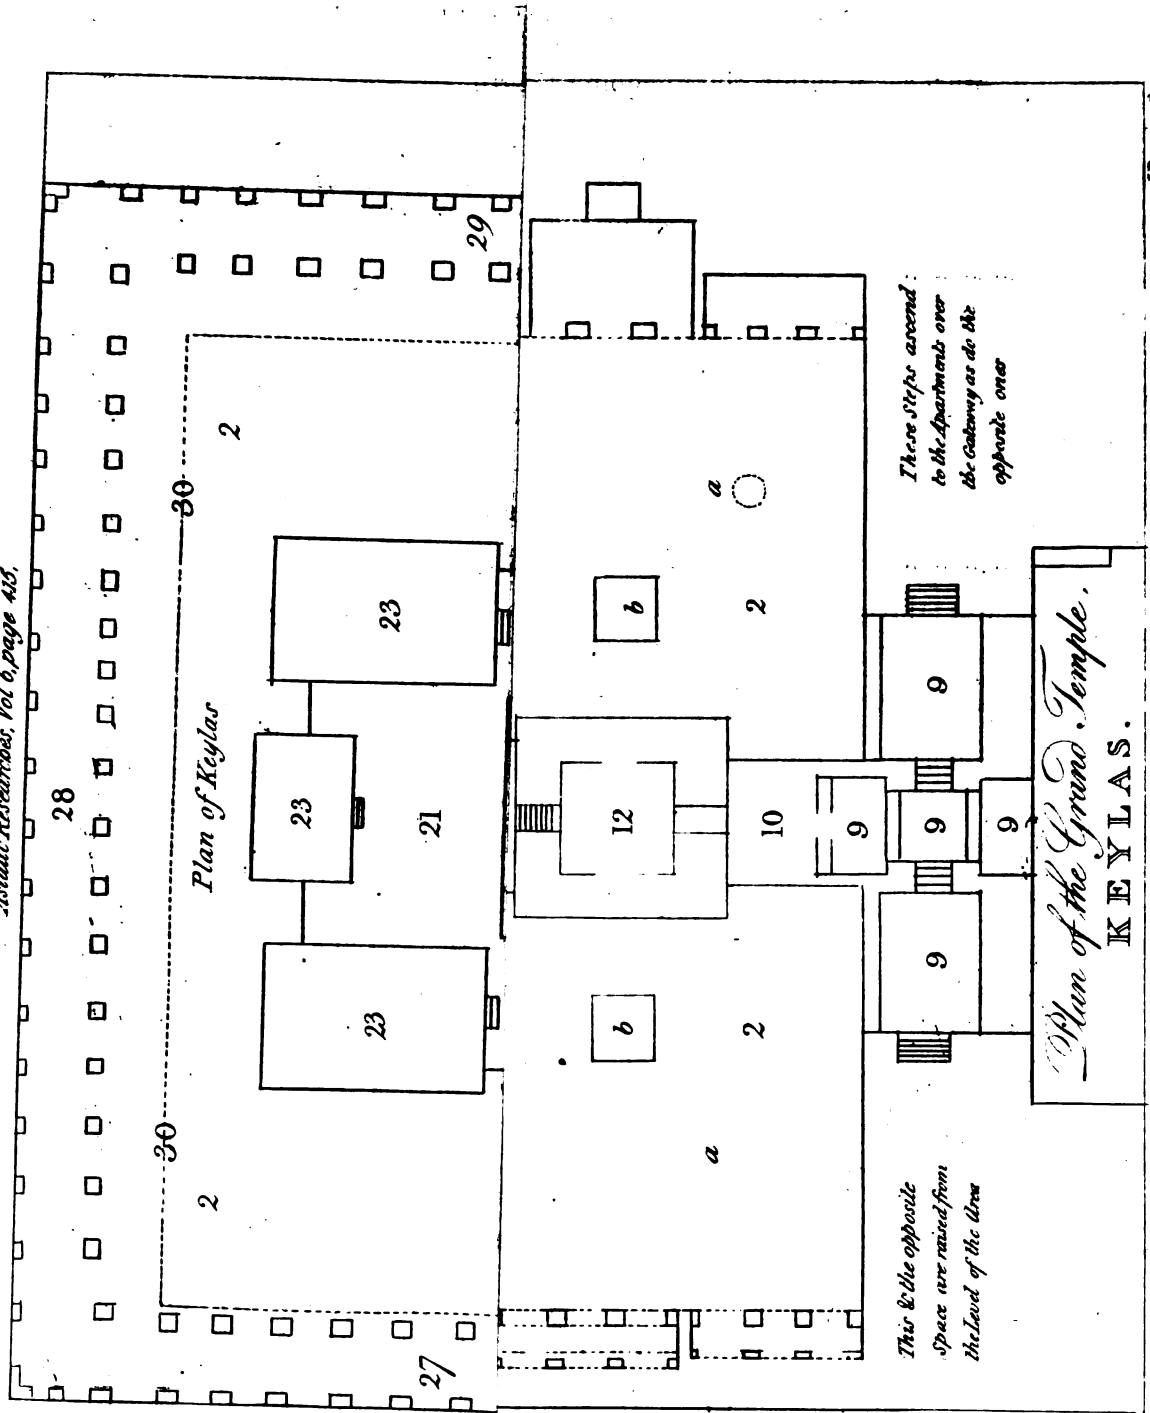 Asiatic Researches, Vol 6, page 415.
28
Plan of Keylas
27
29
30
30
2
2
23
23
23
21
a
a
b
b
2
2
12
10
9
9
9
9
9
This & the opposite
Space are raised from
the Level of the Area
These Steps ascend
to the Apartments over
the Gateway as do the
opposite ones
Plan of the Grand Temple,
KEYLAS.